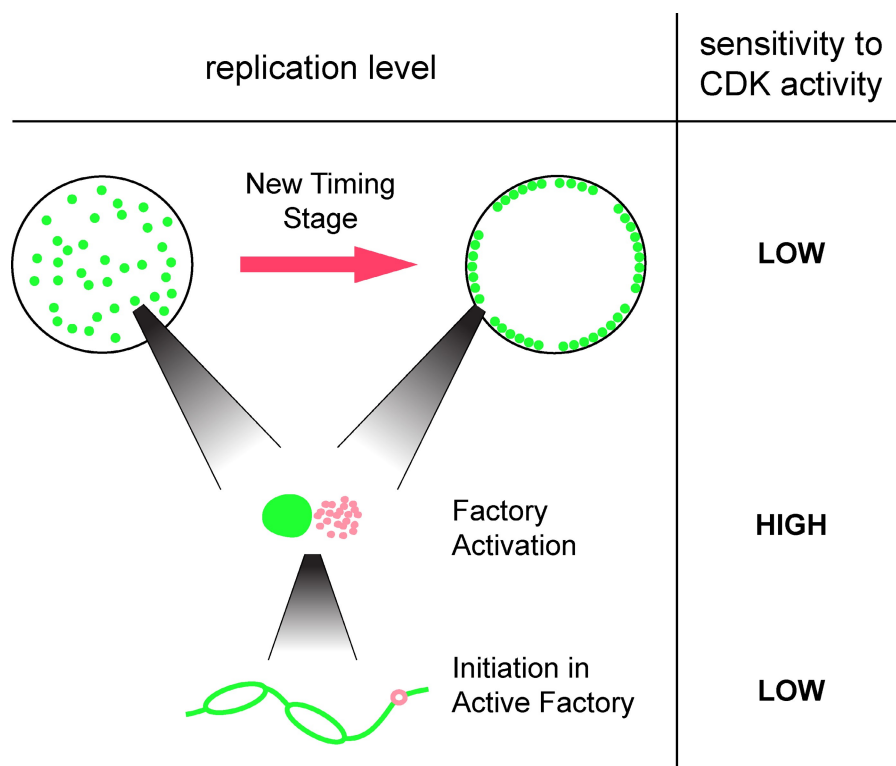 replication level
sensitivity to
CDK activity
New Timing
Stage
LOW
Factory
Activation
HIGH
Initiation in
Active Factory
LOW